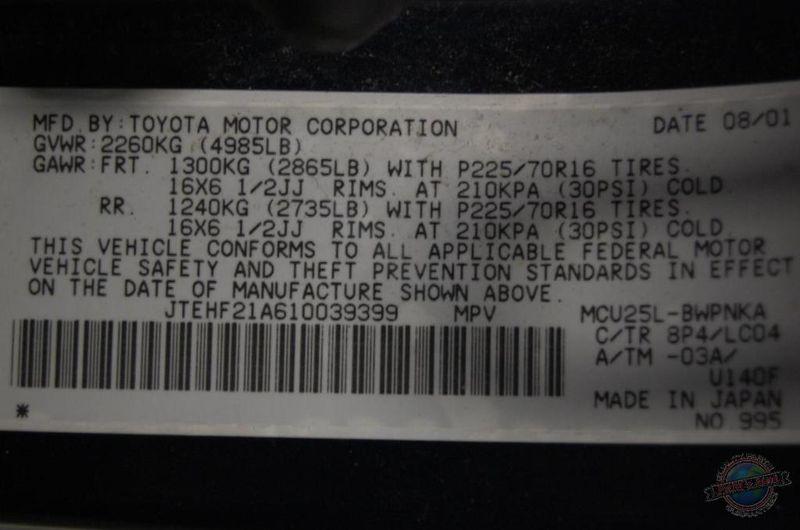 MFD. BY: TOYOTA MOTOR CORPORATION DATE 08/01
GVWR: 2260KG (4985LB)
GAWR: FRT. 1300KG (2865LB) WITH P225/70R16 TIRES.
16X6 1/2JJ RIMS. AT 210KPA (30PSI) COLD.
RR. 1240KG (2735LB) WITH P225/70R16 TIRES.
16X6 1/2JJ RIMS. AT 210KPA (30PSI) COLD.
THIS VEHICLE CONFORMS TO ALL APPLICABLE FEDERAL MOTOR
VEHICLE SAFETY AND THEFT PREVENTION STANDARDS IN EFFECT
ON THE DATE OF MANUFACTURE SHOWN ABOVE.
JTEHF21A610039399 MPV MCU25L-BWPNKA
C/TR 8P4/LC04
A/TM -03A/
U140F
MADE IN JAPAN
*
NO.995